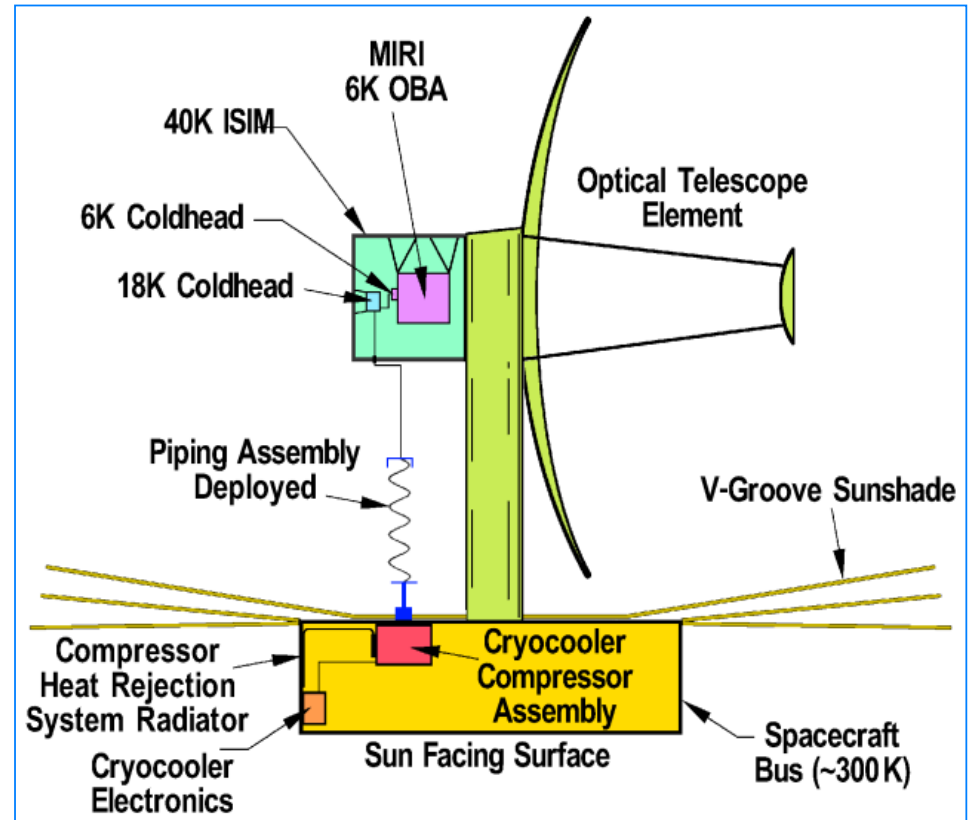 MIRI
6K OBA
40K ISIM
Optical Telescope
Element
6K Coldhead
18K Coldhead
Piping Assembly
Deployed
V-Groove Sunshade
Compressor
Heat Rejection
System Radiator
Cryocooler
Compressor
Assembly
Cryocooler
Electronics
Sun Facing Surface
Spacecraft
Bus (~300K)